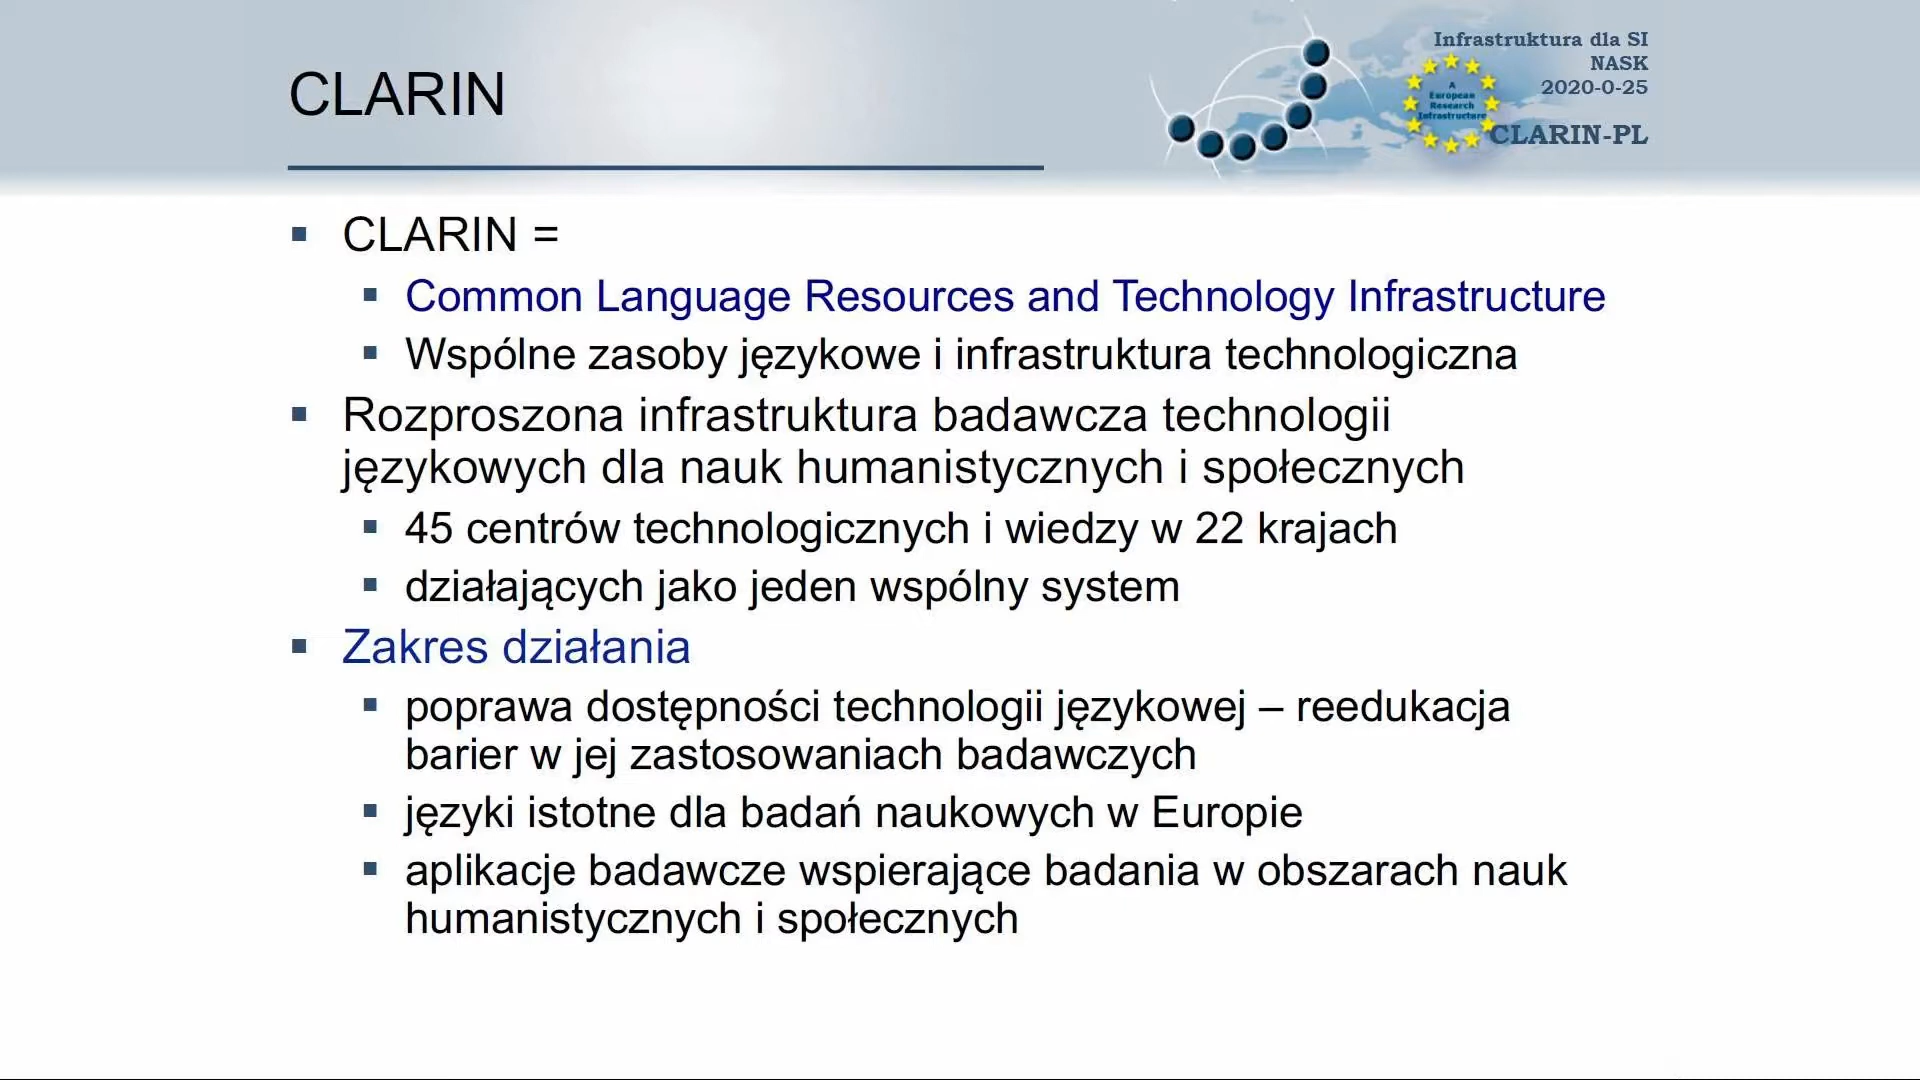 CLARIN
Infrastruktura dla SI
NASK
2020-0-25
A
European
Research
Infrastructure
CLARIN-PL
CLARIN =
Common Language Resources and Technology Infrastructure
Wspólne zasoby językowe i infrastruktura technologiczna
Rozproszona infrastruktura badawcza technologii
językowych dla nauk humanistycznych i społecznych
45 centrów technologicznych i wiedzy w 22 krajach
działających jako jeden wspólny system
Zakres działania
poprawa dostępności technologii językowej – reedukacja
barier w jej zastosowaniach badawczych
języki istotne dla badań naukowych w Europie
aplikacje badawcze wspierające badania w obszarach nauk
humanistycznych i społecznych